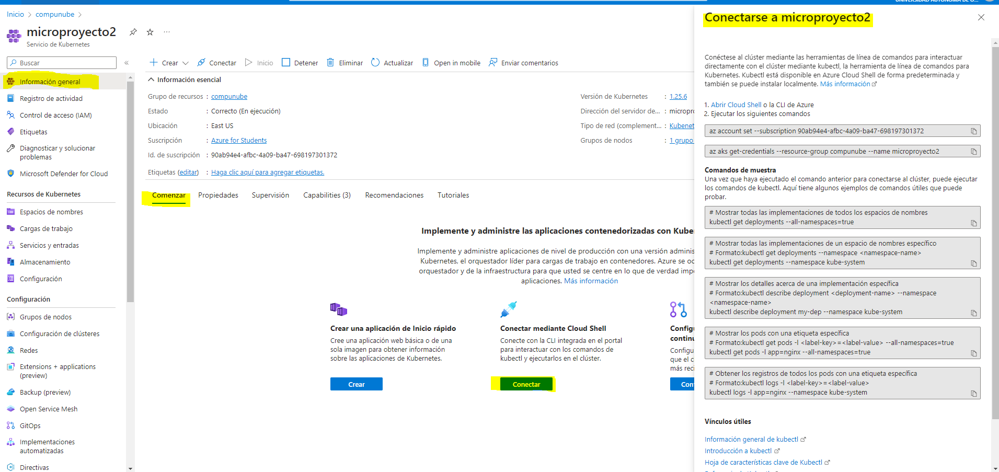 Inicio > compunube >
microproyecto2
Servicio de Kubernetes
Buscar
Información general
Registro de actividad
Control de acceso (IAM)
Etiquetas
Diagnosticar y solucionar
problemas
Microsoft Defender for Cloud
Recursos de Kubernetes
Espacios de nombres
Cargas de trabajo
Servicios y entradas
Almacenamiento
Configuración
Configuración
Grupos de nodos
Configuración de clústeres
Redes
Extensions + applications
(preview)
Backup (preview)
Open Service Mesh
GitOps
Implementaciones
automatizadas
Directivas
Crear Conectar Inicio Detener Eliminar Actualizar Open in mobile Enviar comentarios
Información esencial
Grupo de recursos : compunube
Estado : Correcto (En ejecución)
Ubicación : East US
Suscripción : Azure for Students
Id. de suscripción : 90ab94e4-afbc-4a09-ba47-698197301372
Etiquetas (editar) : Haga clic aquí para agregar etiquetas.
Versión de Kubernetes : 1.25.6
Dirección del servidor de... : micropr
Tipo de red (complement... : Kubenet
Grupos de nodos : 1 grupo
Comenzar Propiedades Supervisión Capabilities (3) Recomendaciones Tutoriales
Implemente y administre las aplicaciones contenedorizadas con Kube
Implemente y administre aplicaciones de nivel de producción con una versión adminis
Kubernetes, el orquestador líder para cargas de trabajo en contenedores. Azure se oc
orquestador y de la infraestructura para que usted se centre en lo que de verdad imp
aplicaciones. Más información
Crear una aplicación de Inicio rápido
Cree una aplicación web básica o de una
sola imagen para obtener información
sobre las aplicaciones de Kubernetes.
Crear
Conectar mediante Cloud Shell
Conecte con la CLI integrada en el portal
para interactuar con los comandos de
kubectl y ejecutarlos en el clúster.
Conectar
Config
continu
Configu
que el c
más reci
Con
Conectarse a microproyecto2
Conéctese al clúster mediante las herramientas de línea de comandos para interactuar
directamente con el clúster mediante kubectl, la herramienta de línea de comandos para
Kubernetes. Kubectl está disponible en Azure Cloud Shell de forma predeterminada y
también se puede instalar localmente. Más información
1. Abrir Cloud Shell o la CLI de Azure
2. Ejecutar los siguientes comandos
az account set --subscription 90ab94e4-afbc-4a09-ba47-698197301372
az aks get-credentials --resource-group compunube --name microproyecto2
Comandos de muestra
Una vez que haya ejecutado el comando anterior para conectarse al clúster, puede ejecutar
los comandos de kubectl. Aquí tiene algunos ejemplos de comandos útiles que puede
probar.
# Mostrar todas las implementaciones de todos los espacios de nombres
kubectl get deployments --all-namespaces=true
# Mostrar todas las implementaciones de un espacio de nombres específico
# Formato:kubectl get deployments --namespace <namespace-name>
kubectl get deployments --namespace kube-system
# Mostrar los detalles acerca de una implementación específica
# Formato:kubectl describe deployment <deployment-name> --namespace
<namespace-name>
kubectl describe deployment my-dep --namespace kube-system
# Mostrar los pods con una etiqueta específica
# Formato:kubectl get pods -l <label-key>=<label-value> --all-namespaces=true
kubectl get pods -l app=nginx --all-namespaces=true
# Obtener los registros de todos los pods con una etiqueta específica
# Formato:kubectl logs -l <label-key>=<label-value>
kubectl logs -l app=nginx --namespace kube-system
Vínculos útiles
Información general de kubectl
Introducción a kubectl
Hoja de características clave de Kubectl